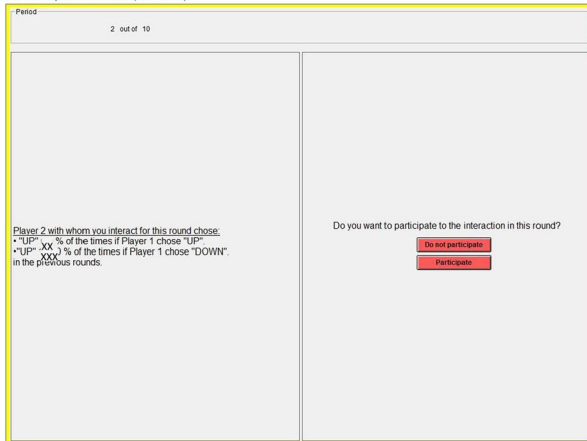 Period
2 out of 10
Player 2 with whom you interact for this round chose:
• "UP" XX % of the times if Player 1 chose "UP".
•"UP" XXX % of the times if Player 1 chose "DOWN".
in the previous rounds.
Do you want to participate to the interaction in this round?
Do not participate
Participate